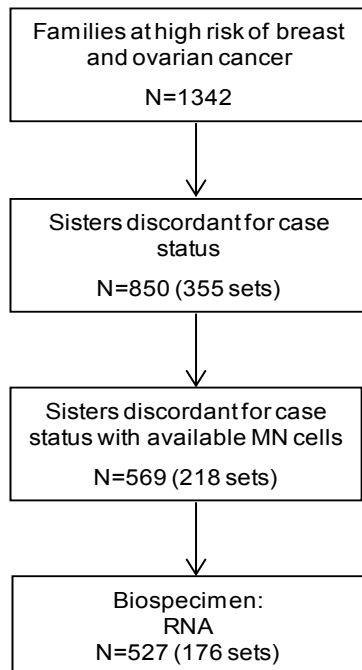 Families at high risk of breast
and ovarian cancer
N=1342
Sisters discordant for case
status
N=850 (355 sets)
Sisters discordant for case
status with available MN cells
N=569 (218 sets)
Biospecimen:
RNA
N=527 (176 sets)